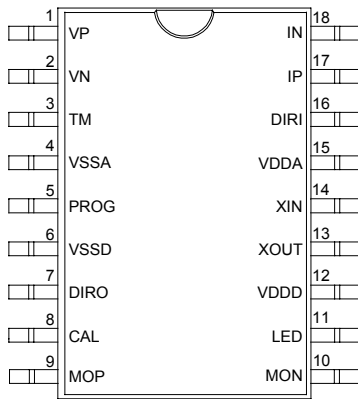 1 VP IN 18
2 VN IP 17
3 TM DIRI 16
4 VSSA VDDA 15
5 PROG XIN 14
6 VSSD XOUT 13
7 DIRO VDDD 12
8 CAL LED 11
9 MOP MON 10